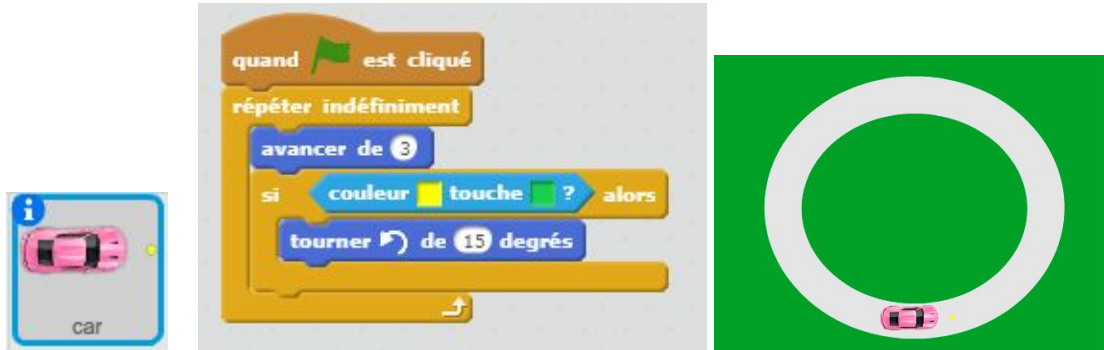 i
car
quand est cliqué
répéter indéfiniment
avancer de 3
si couleur touche ? alors
tourner de 15 degrés